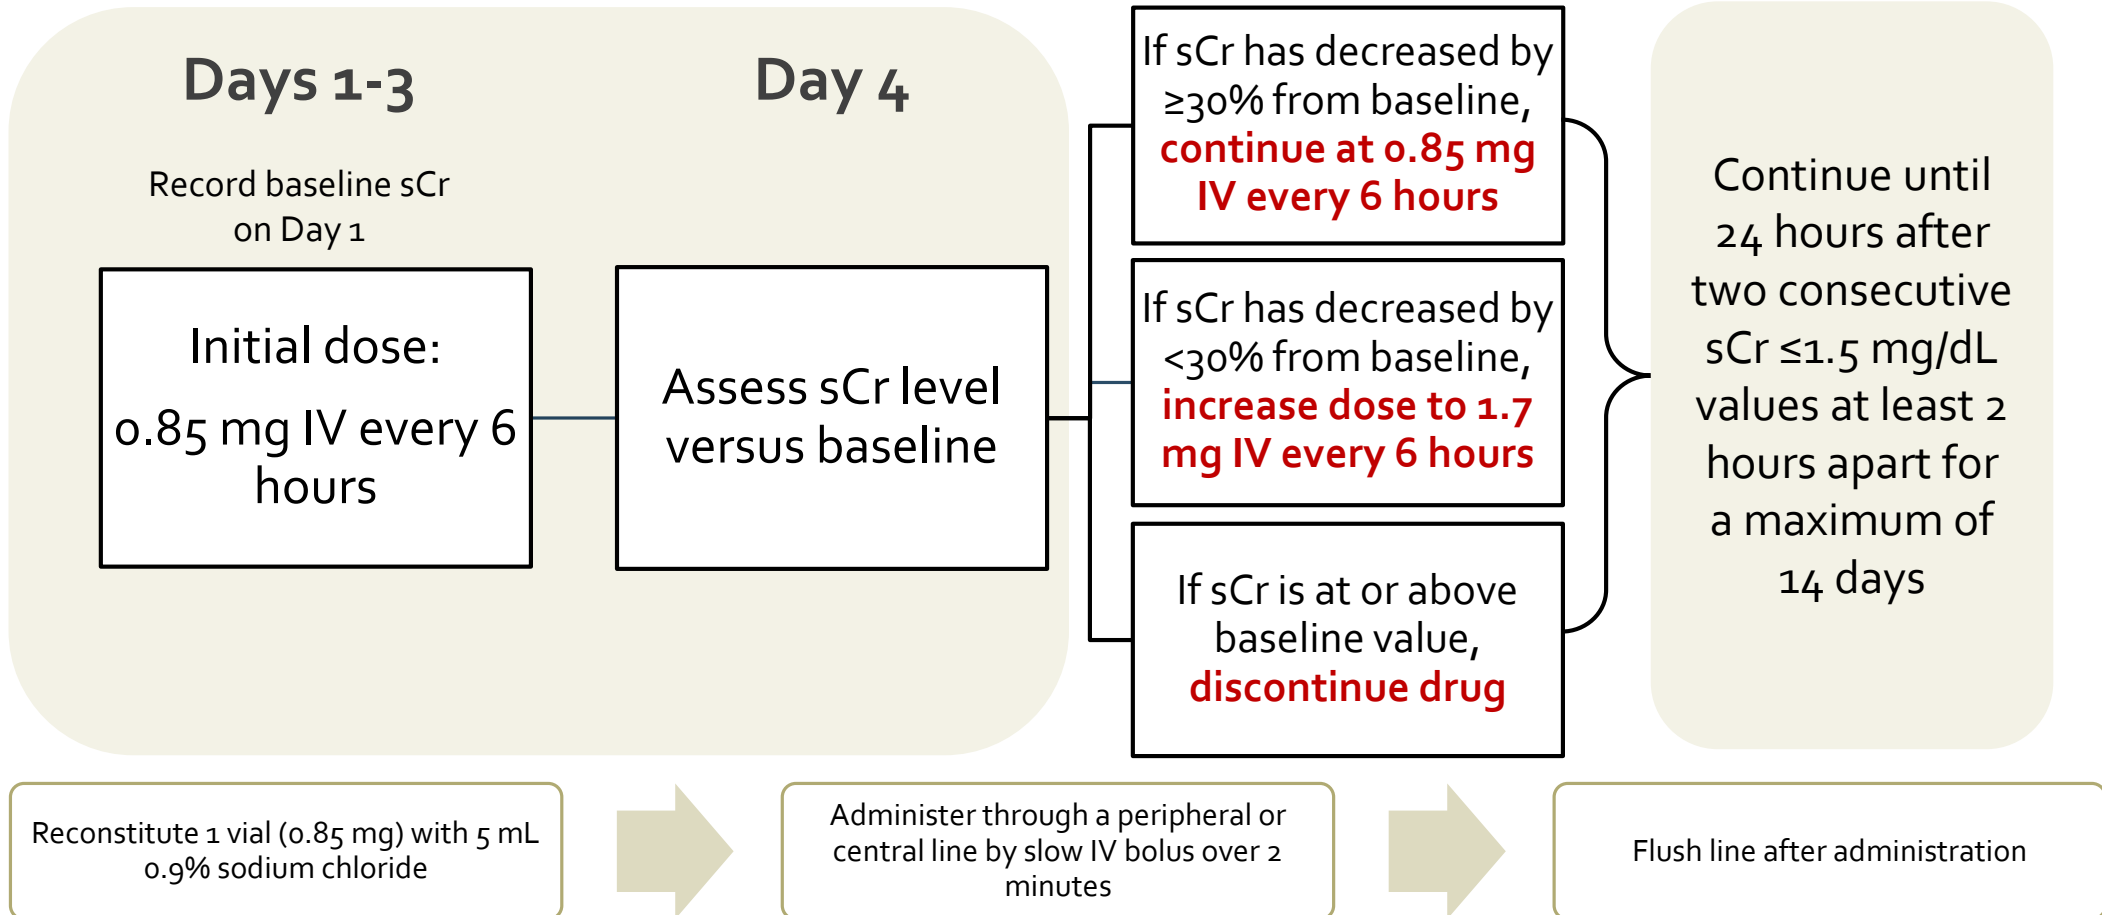 Days 1-3
Record baseline sCr
on Day 1
Initial dose:
0.85 mg IV every 6
hours
Day 4
Assess sCr level
versus baseline
If sCr has decreased by
≥30% from baseline,
continue at 0.85 mg
IV every 6 hours
If sCr has decreased by
<30% from baseline,
increase dose to 1.7
mg IV every 6 hours
If sCr is at or above
baseline value,
discontinue drug
Continue until
24 hours after
two consecutive
sCr ≤1.5 mg/dL
values at least 2
hours apart for
a maximum of
14 days
Reconstitute 1 vial (0.85 mg) with 5 mL
0.9% sodium chloride
Administer through a peripheral or
central line by slow IV bolus over 2
minutes
Flush line after administration